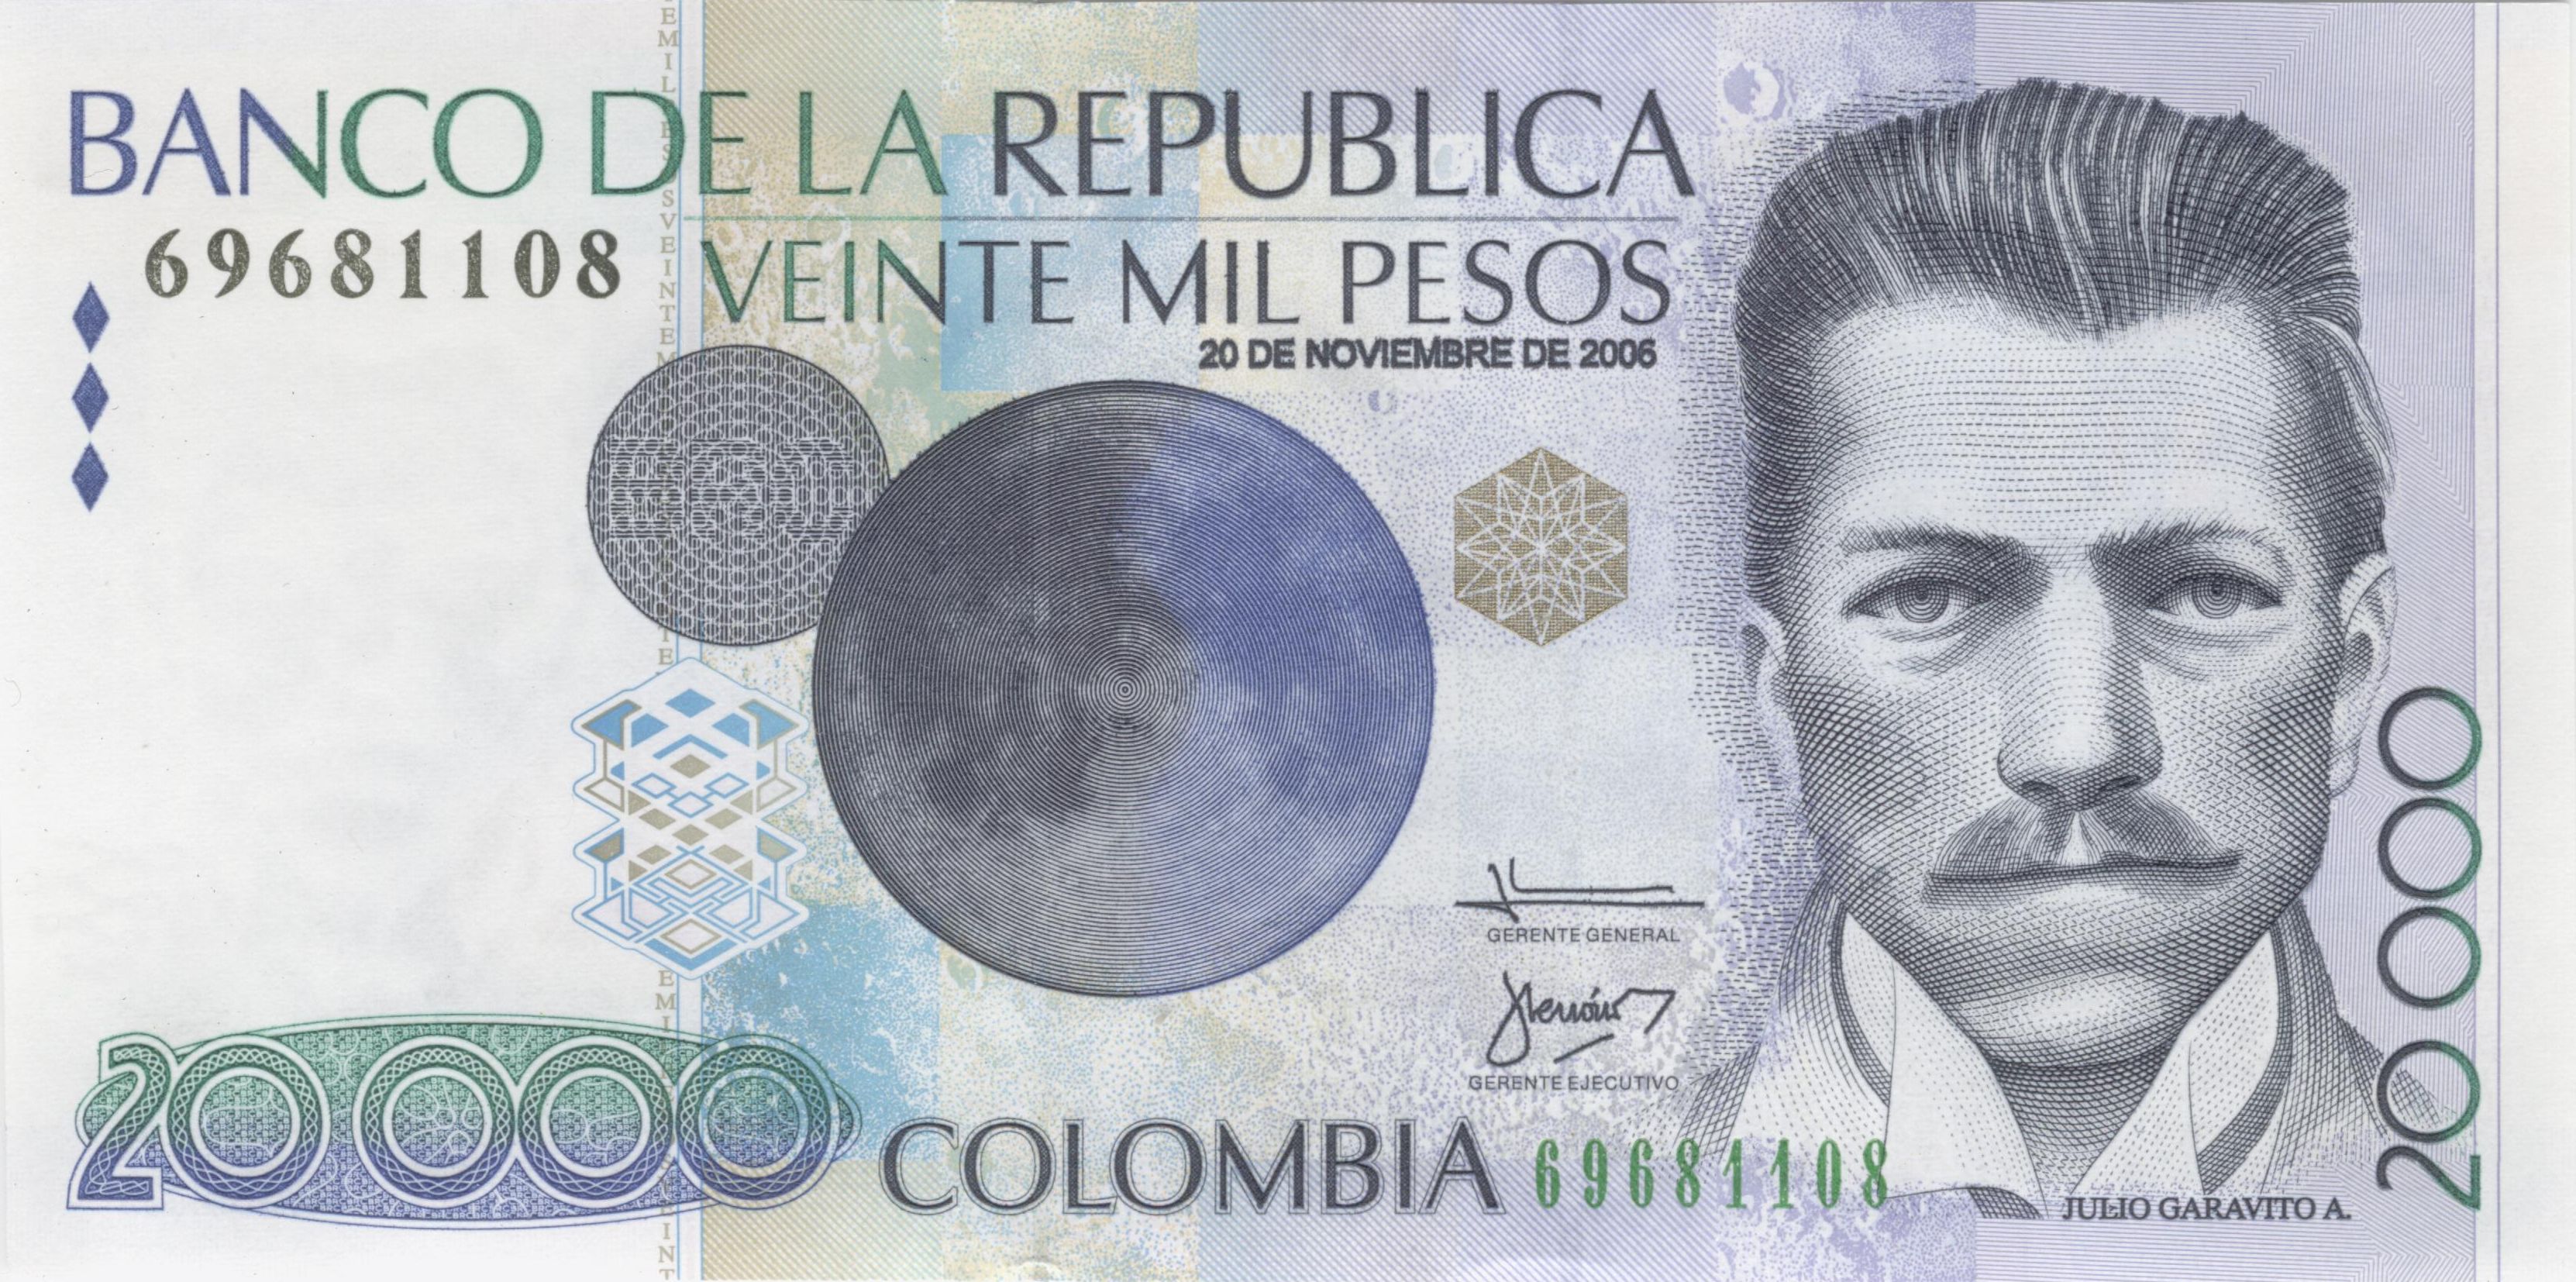 BANCO DE LA REPUBLICA
69681108
VEINTE MIL PESOS
20 DE NOVIEMBRE DE 2006
GERENTE GENERAL
GERENTE EJECUTIVO
20 000
COLOMBIA
69681108
JULIO GARAVITO A.
20 000